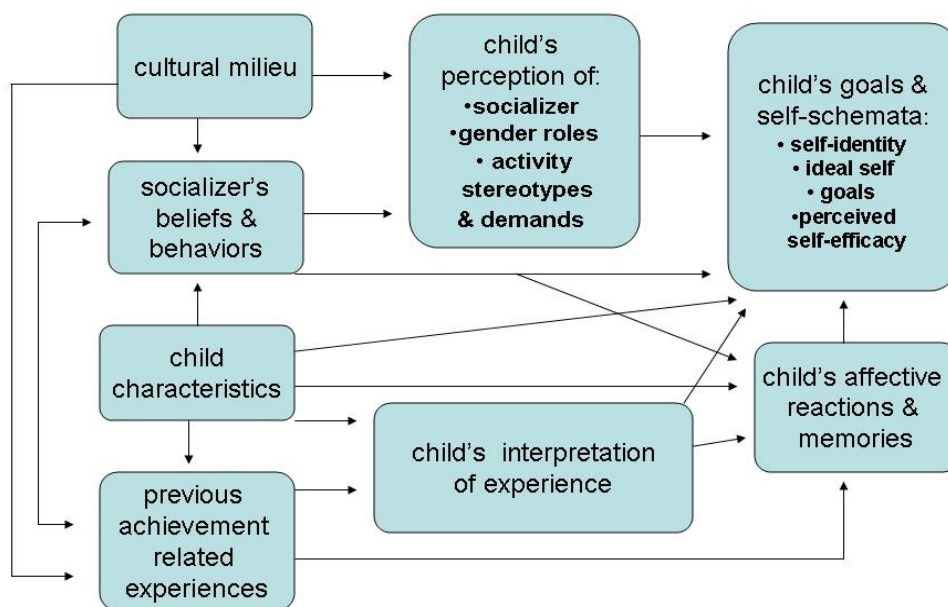 cultural milieu
child's
perception of:
•socializer
•gender roles
• activity
stereotypes
& demands
child's goals &
self-schemata:
• self-identity
• ideal self
• goals
•perceived
self-efficacy
socializer's
beliefs &
behaviors
child
characteristics
child's affective
reactions &
memories
child's interpretation
of experience
previous
achievement
related
experiences